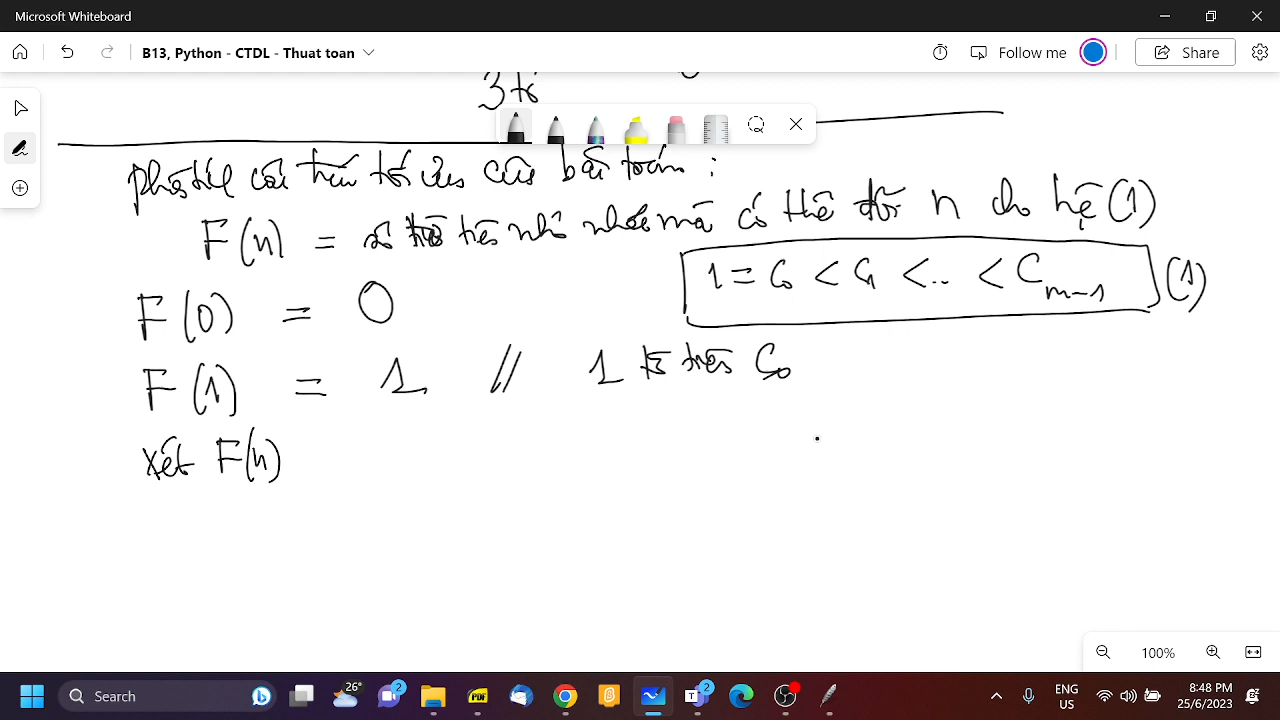 Microsoft Whiteboard
B13, Python - CTDL - Thuat toan
Follow me
Share
3 tờ
cấu trúc tối ưu của bài toán :
F(n) = số tờ tiền nhỏ nhất mà có thể đổi n cho hệ (1)
1 = C0 < C1 < .. < Cm-1 (1)
F(0) = 0
F(1) = 1 // 1 tờ tiền C0
xét F(n)
100%
Search
26°
2
2
ENG
US
8:48 PM
25/6/2023